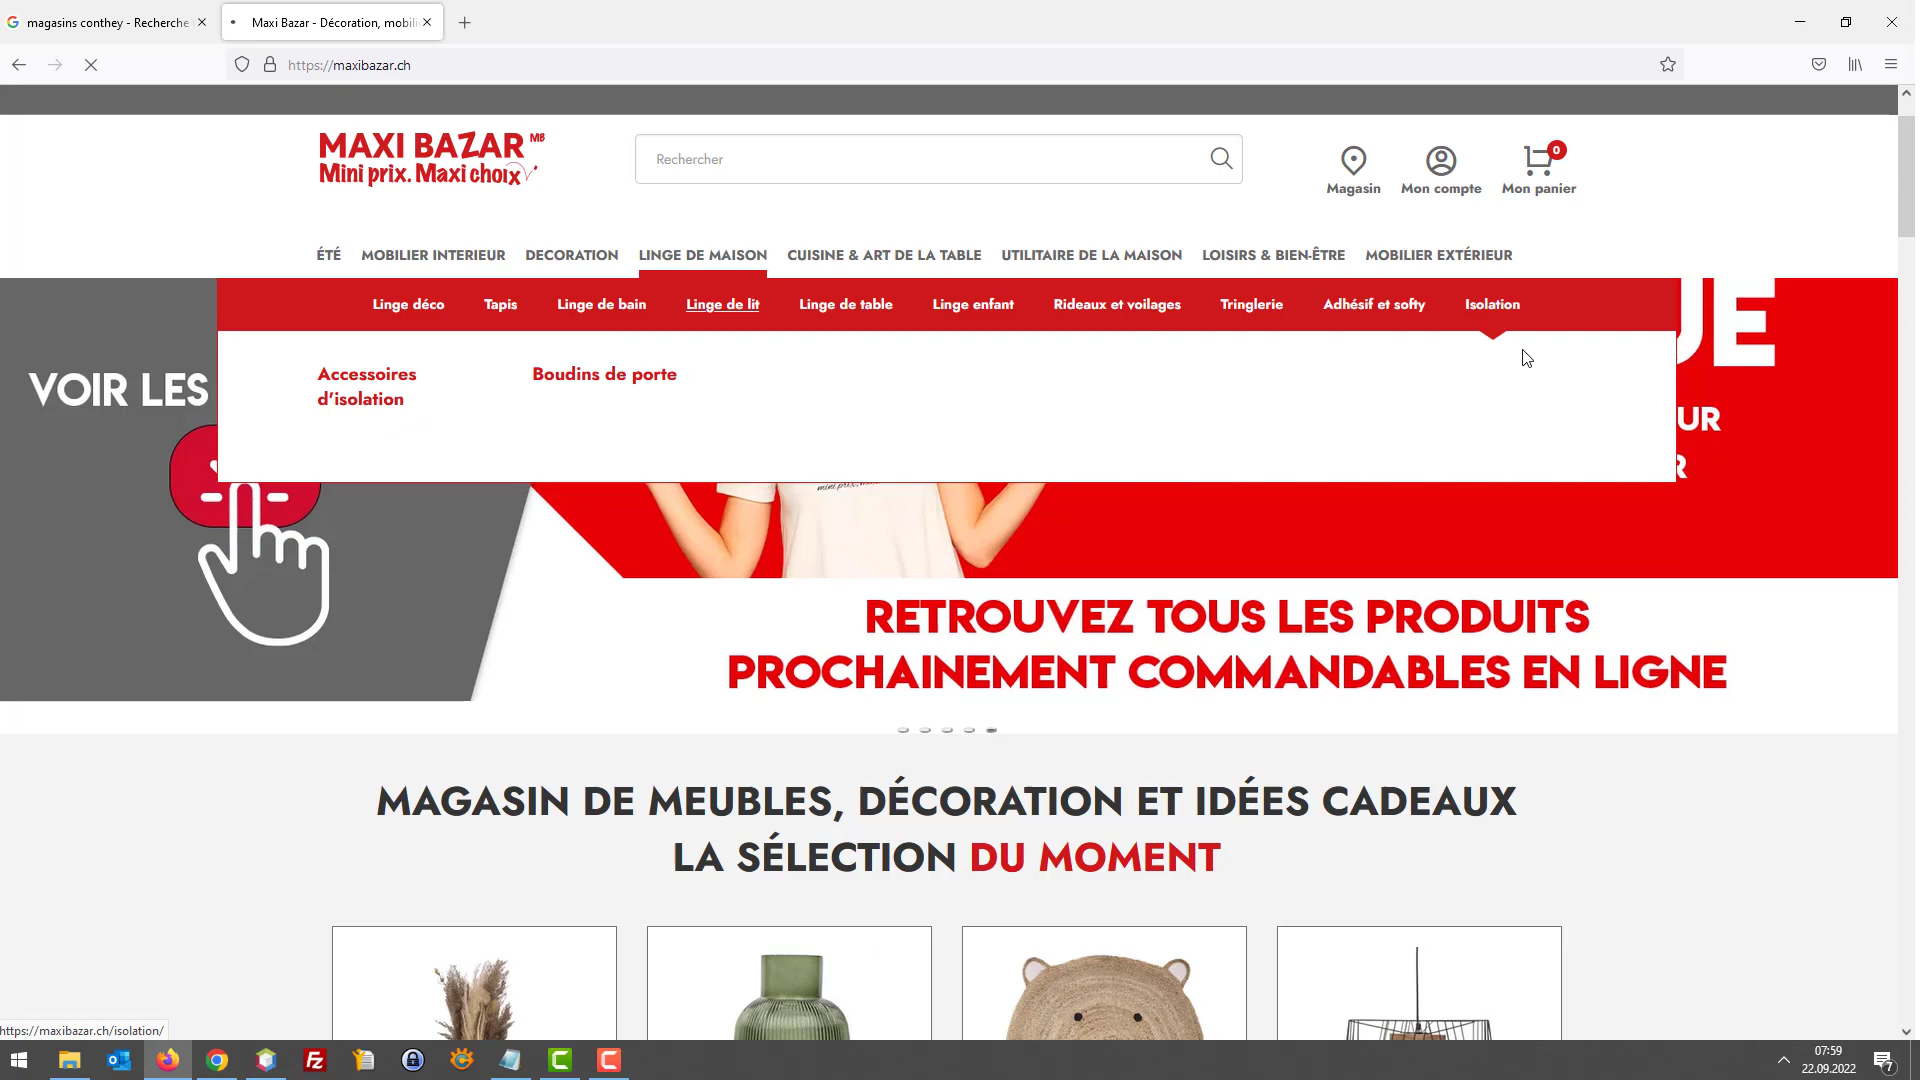 magasins conthey - Recherche
Maxi Bazar - Décoration, mobili
https://maxibazar.ch
MAXI BAZAR MB
Mini prix. Maxi choix
Rechercher
0
Magasin
Mon compte
Mon panier
ÉTÉ
MOBILIER INTERIEUR
DECORATION
LINGE DE MAISON
CUISINE & ART DE LA TABLE
UTILITAIRE DE LA MAISON
LOISIRS & BIEN-ÊTRE
MOBILIER EXTÉRIEUR
Linge déco
Tapis
Linge de bain
Linge de lit
Linge de table
Linge enfant
Rideaux et voilages
Tringlerie
Adhésif et softy
Isolation
Accessoires
d'isolation
Boudins de porte
VOIR LES
UE
UR
R
RETROUVEZ TOUS LES PRODUITS
PROCHAINEMENT COMMANDABLES EN LIGNE
MAGASIN DE MEUBLES, DÉCORATION ET IDÉES CADEAUX
LA SÉLECTION DU MOMENT
https://maxibazar.ch/isolation/
07:59
22.09.2022
7